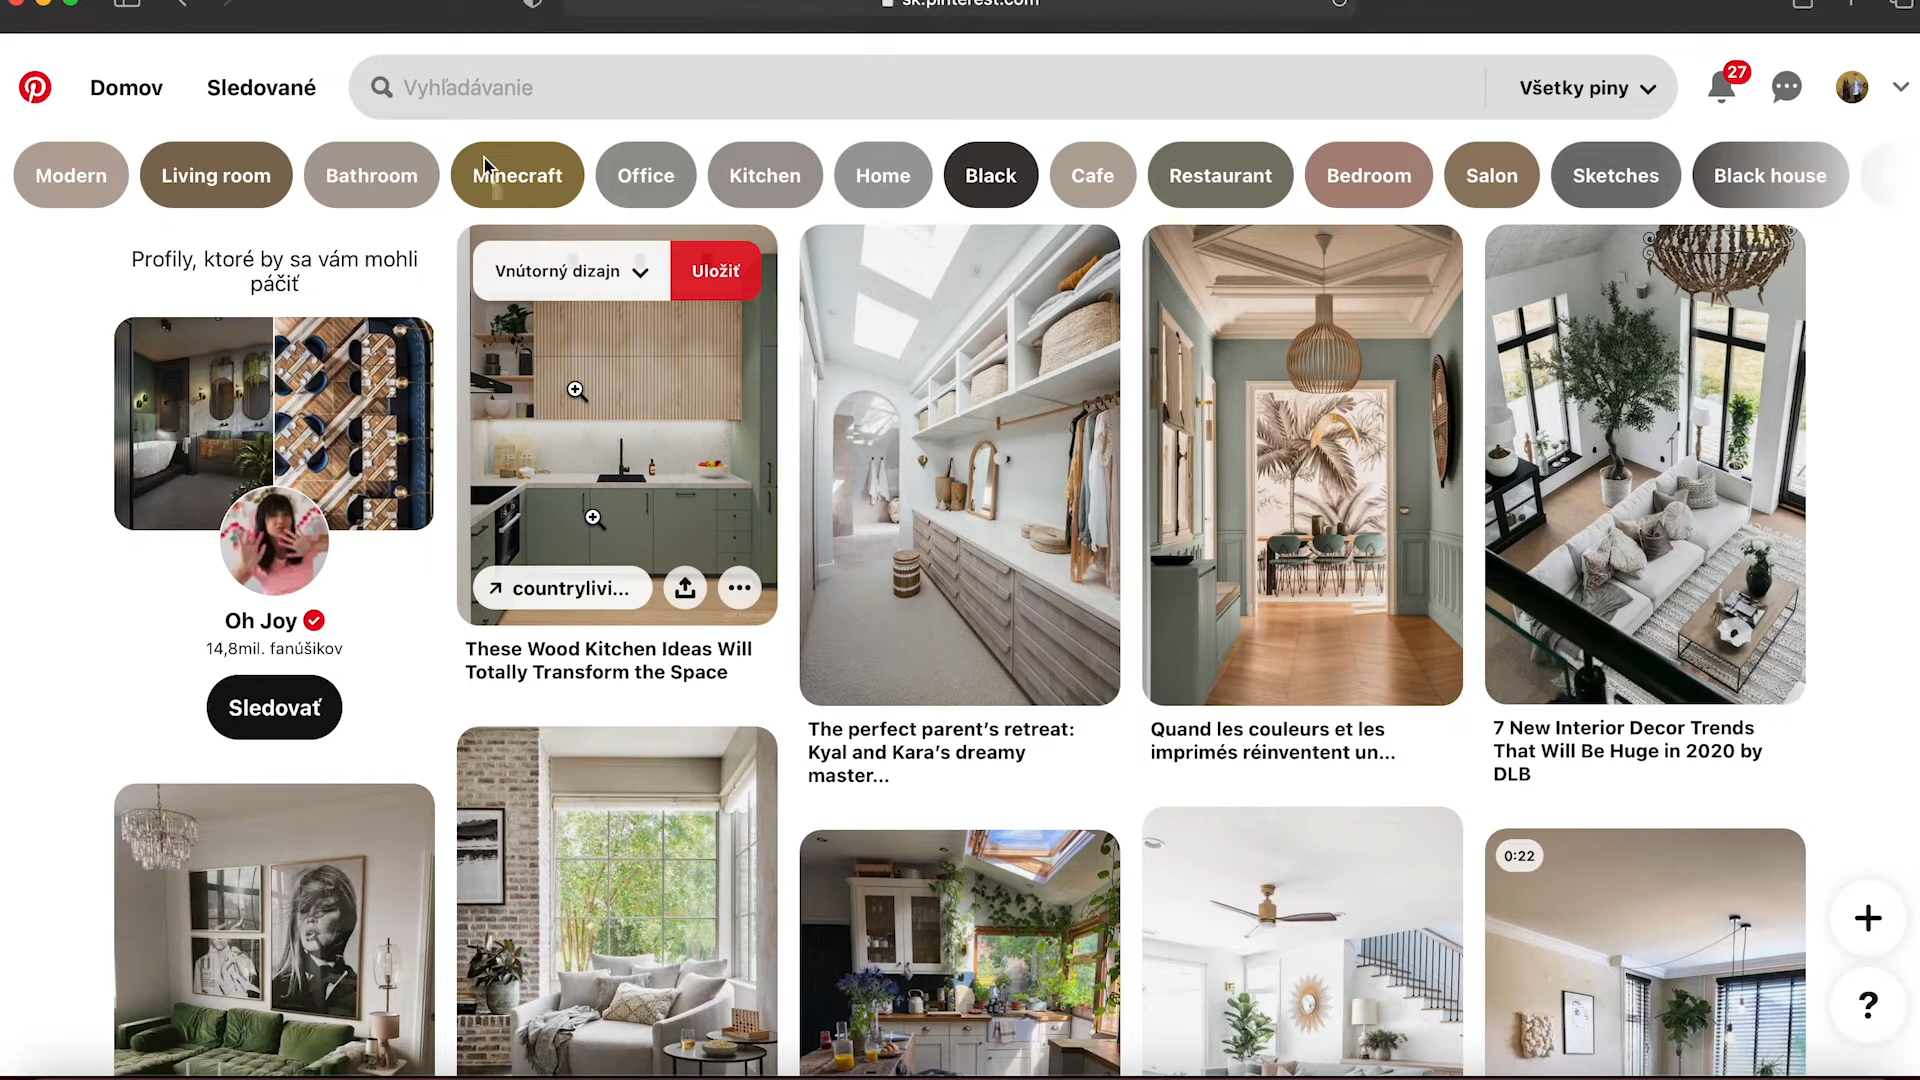 sk.pinterest.com
Domov
Sledované
Vyhľadávanie
Všetky piny
27
Modern
Living room
Bathroom
Minecraft
Office
Kitchen
Home
Black
Cafe
Restaurant
Bedroom
Salon
Sketches
Black house
Profily, ktoré by sa vám mohli
páčiť
Oh Joy
14,8mil. fanúšikov
Sledovať
Vnútorný dizajn
Uložiť
countrylivi...
These Wood Kitchen Ideas Will
Totally Transform the Space
The perfect parent’s retreat:
Kyal and Kara’s dreamy
master...
Quand les couleurs et les
imprimés réinventent un...
7 New Interior Decor Trends
That Will Be Huge in 2020 by
DLB
0:22